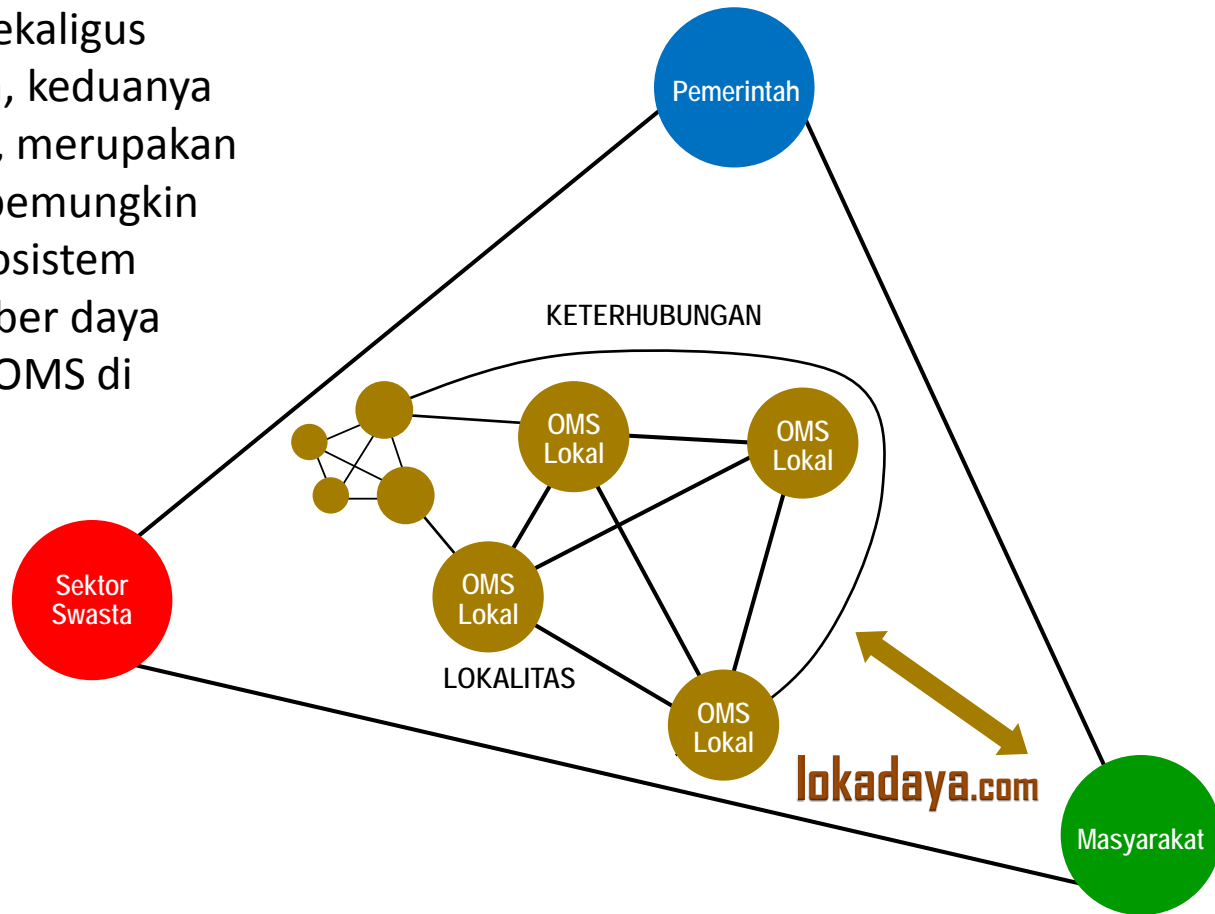 ekaligus
, keduanya
, merupakan
pemungkin
osistem
ber daya
OMS di
Pemerintah
KETERHUBUNGAN
OMS
Lokal
OMS
Lokal
OMS
Lokal
Sektor
Swasta
LOKALITAS
OMS
Lokal
lokadaya.com
Masyarakat